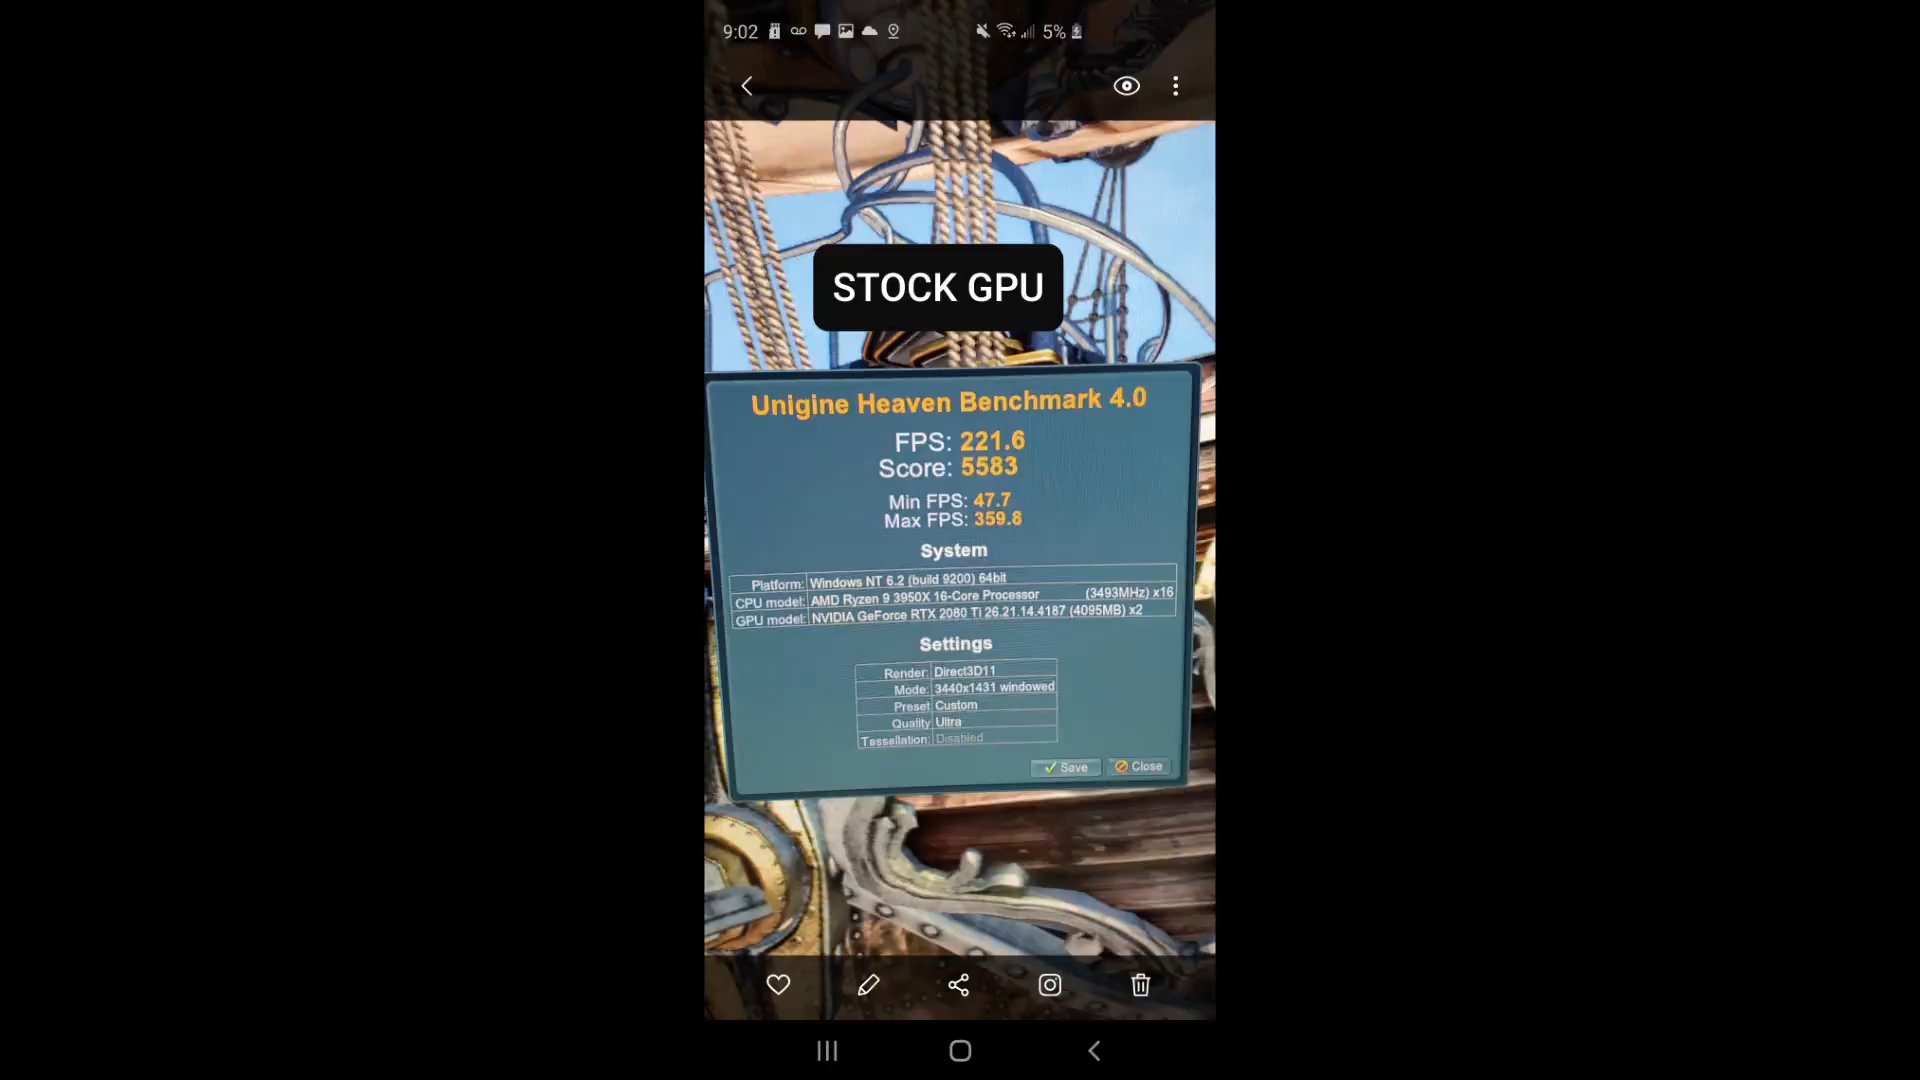 9:02
5%
STOCK GPU
Unigine Heaven Benchmark 4.0
FPS: 221.6
Score: 5583
Min FPS: 47.7
Max FPS: 359.8
System
Platform: Windows NT 6.2 (build 9200) 64bit
CPU model: AMD Ryzen 9 3950X 16-Core Processor (3493MHz) x16
GPU model: NVIDIA GeForce RTX 2080 Ti 26.21.14.4187 (4095MB) x2
Settings
Render: Direct3D11
Mode: 3440x1431 windowed
Preset Custom
Quality Ultra
Tessellation: Disabled
Save Close